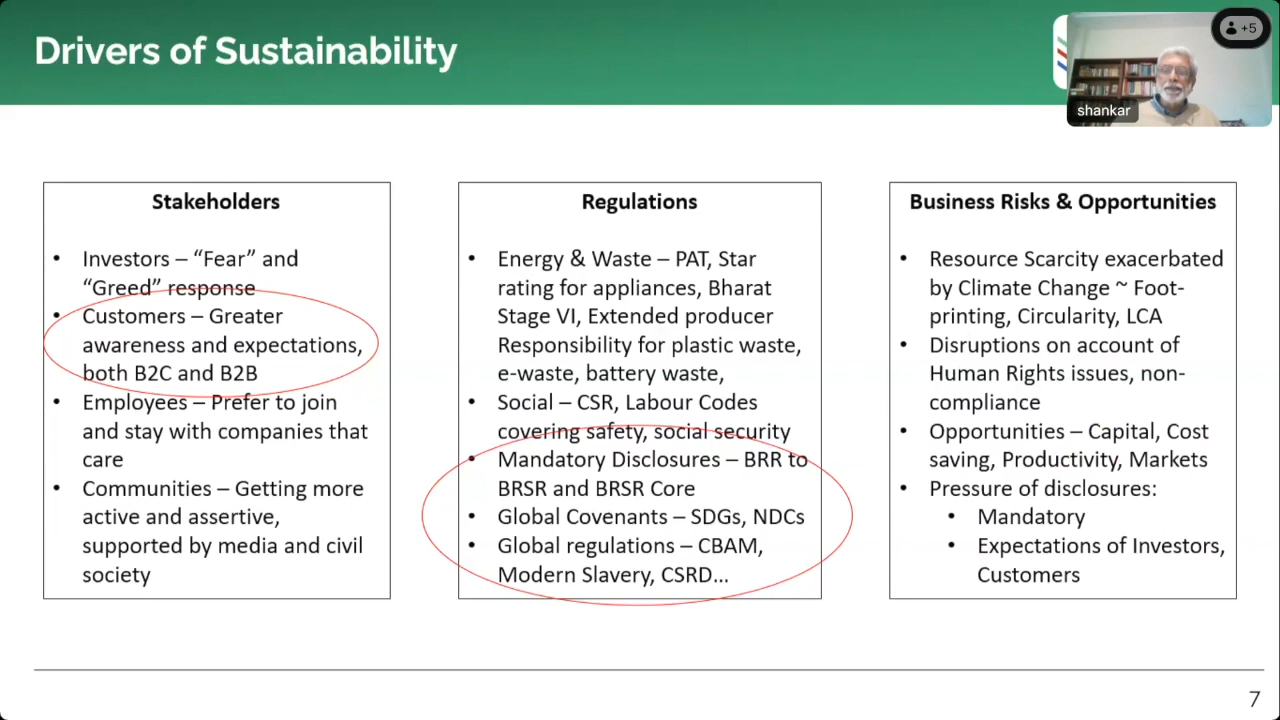 Drivers of Sustainability
+5
shankar
Stakeholders
• Investors – “Fear” and
“Greed” response
• Customers – Greater
awareness and expectations,
both B2C and B2B
• Employees – Prefer to join
and stay with companies that
care
• Communities – Getting more
active and assertive,
supported by media and civil
society
Regulations
• Energy & Waste – PAT, Star
rating for appliances, Bharat
Stage VI, Extended producer
Responsibility for plastic waste,
e-waste, battery waste,
• Social – CSR, Labour Codes
covering safety, social security
• Mandatory Disclosures – BRR to
BRSR and BRSR Core
• Global Covenants – SDGs, NDCs
• Global regulations – CBAM,
Modern Slavery, CSRD...
Business Risks & Opportunities
• Resource Scarcity exacerbated
by Climate Change ~ Foot-
printing, Circularity, LCA
• Disruptions on account of
Human Rights issues, non-
compliance
• Opportunities – Capital, Cost
saving, Productivity, Markets
• Pressure of disclosures:
• Mandatory
• Expectations of Investors,
Customers
7